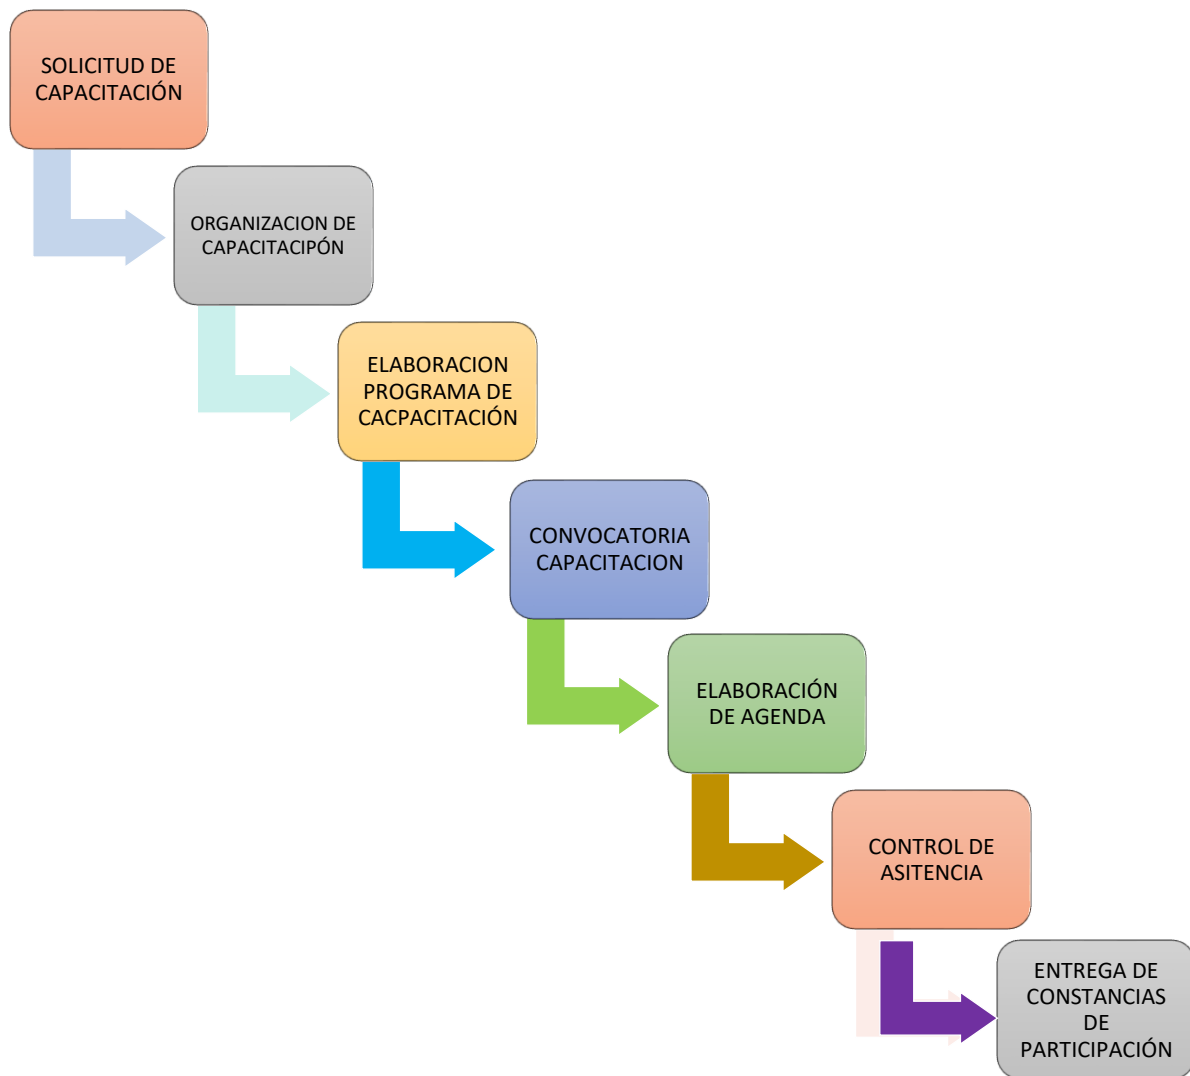 SOLICITUD DE
CAPACITACIÓN
ORGANIZACION DE
CAPACITACIPÓN
ELABORACION
PROGRAMA DE
CACPACITACIÓN
CONVOCATORIA
CAPACITACION
ELABORACIÓN
DE AGENDA
CONTROL DE
ASITENCIA
ENTREGA DE
CONSTANCIAS
DE
PARTICIPACIÓN